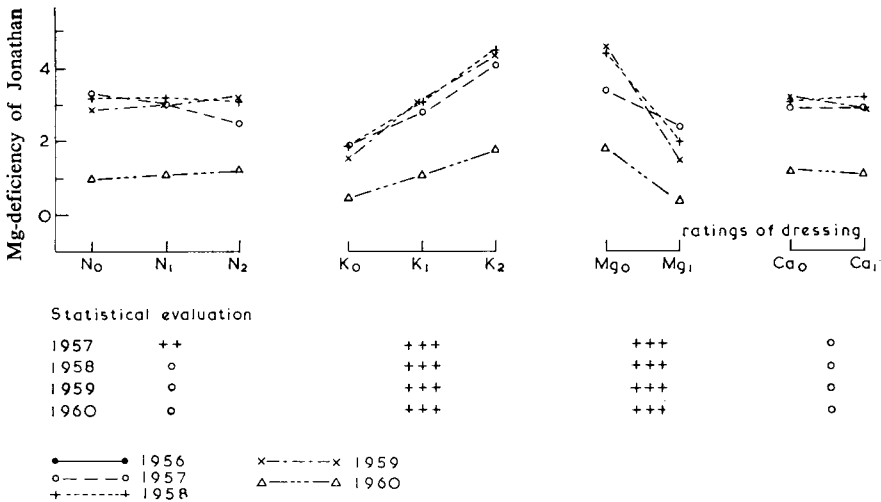 Mg-deficiency of Jonathan
4
2
0
ratings of dressing
N0 N1 N2 K0 K1 K2 Mg0 Mg1 Ca0 Ca1
Statistical evaluation
1957 ++ +++ +++ o
1958 o +++ +++ o
1959 o +++ +++ o
1960 o +++ +++ o
1956
1957
1958
1959
1960